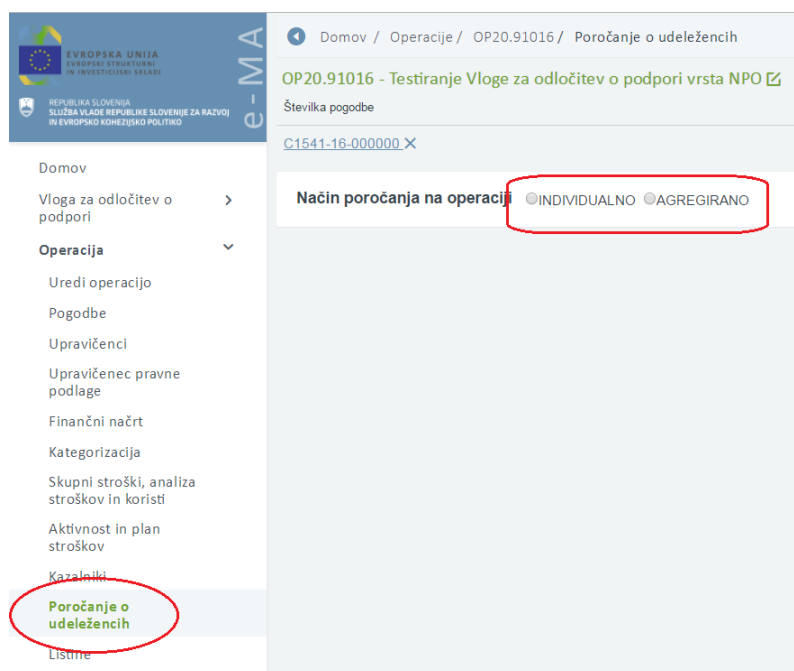 EVROPSKA UNIJA
EVROPSKI STRUKTURNI
IN INVESTICIJSKI SKLADI
REPUBLIKA SLOVENIJA
SLUŽBA VLADE REPUBLIKE SLOVENIJE ZA RAZVOJ
IN EVROPSKO KOHEZIJSKO POLITIKO
e-MA
Domov
Vloga za odločitev o
podpori
Operacija
Uredi operacijo
Pogodbe
Upravičenci
Upravičenec pravne
podlage
Finančni načrt
Kategorizacija
Skupni stroški, analiza
stroškov in koristi
Aktivnost in plan
stroškov
Kazalniki
Poročanje o
udeležencih
Listine
Domov / Operacije / OP20.91016 / Poročanje o udeležencih
OP20.91016 - Testiranje Vloge za odločitev o podpori vrsta NPO
Številka pogodbe
C1541-16-000000
Način poročanja na operaciji INDIVIDUALNO AGREGIRANO